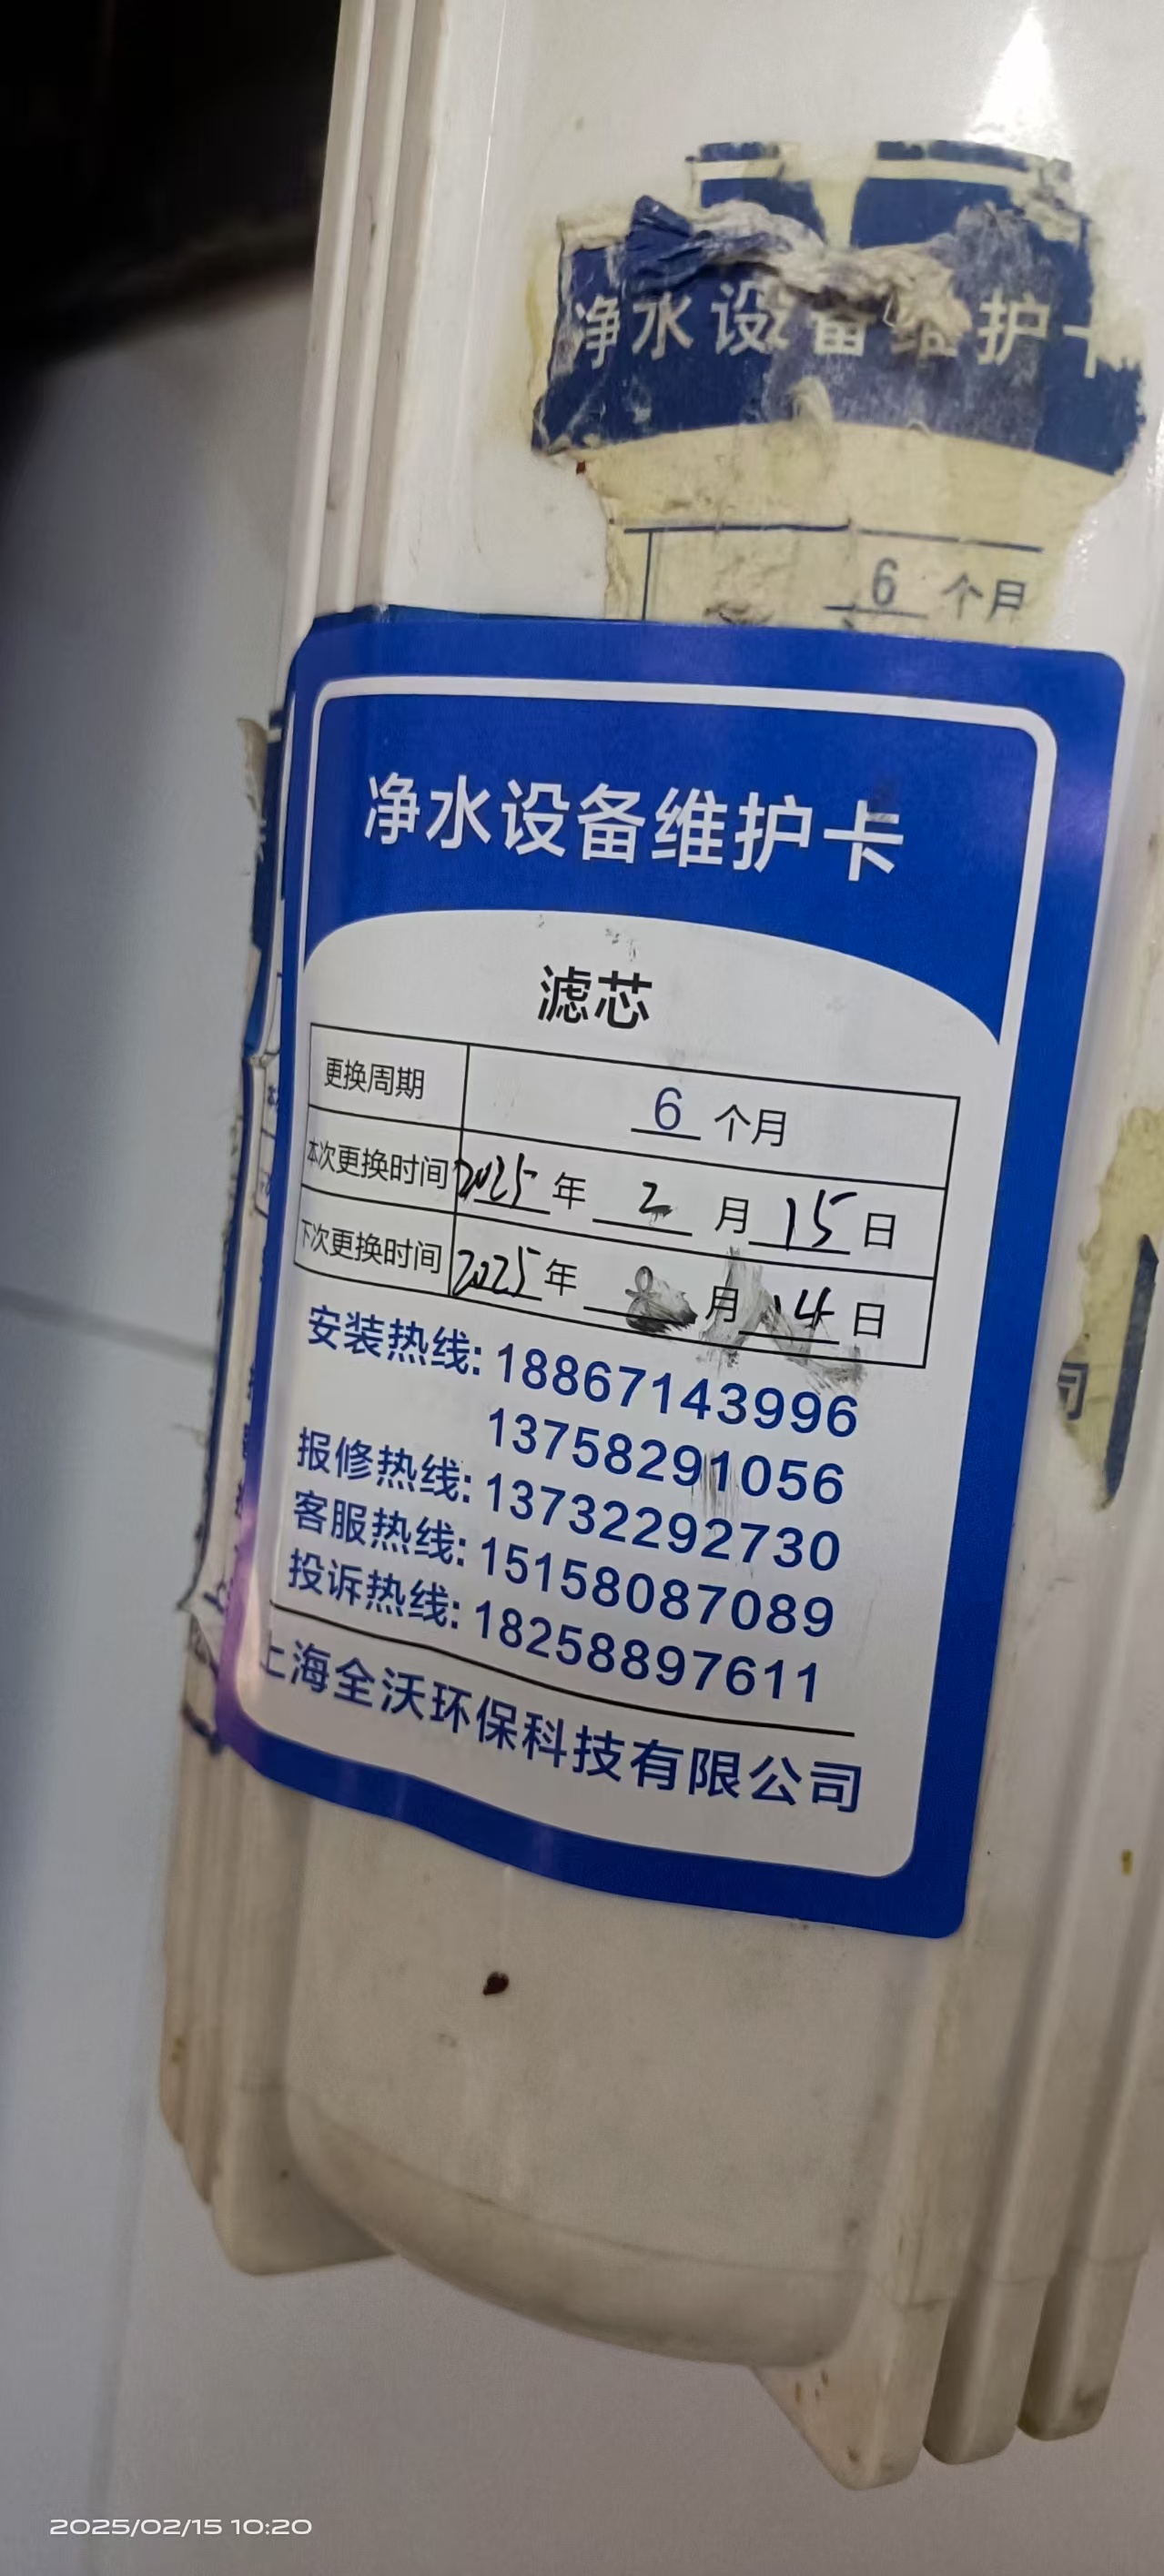 净水设备维护卡
6 个月
净水设备维护卡
滤芯
更换周期 6 个月
本次更换时间 2025 年 2 月 15 日
下次更换时间 2025 年 8 月 14 日
安装热线: 18867143996
13758291056
报修热线: 13732292730
客服热线: 15158087089
投诉热线: 18258897611
上海全沃环保科技有限公司
司
2025/02/15 10:20